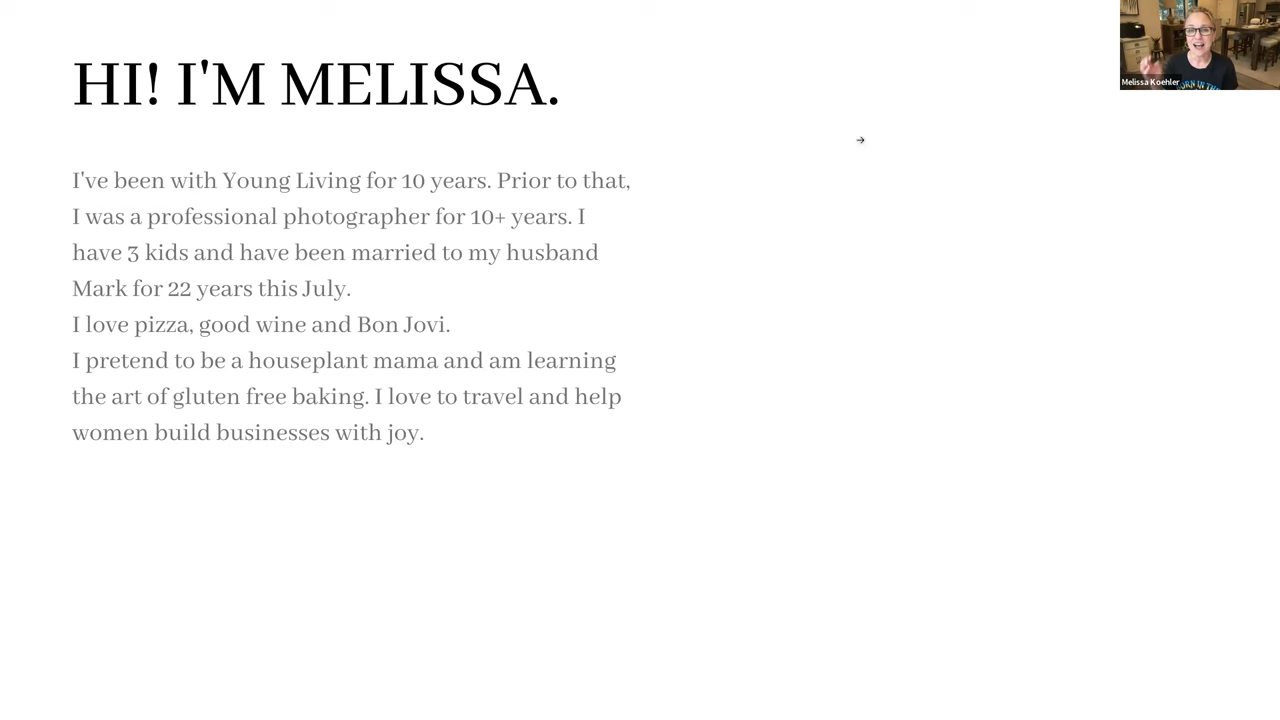 HI! I'M MELISSA.
I've been with Young Living for 10 years. Prior to that,
I was a professional photographer for 10+ years. I
have 3 kids and have been married to my husband
Mark for 22 years this July.
I love pizza, good wine and Bon Jovi.
I pretend to be a houseplant mama and am learning
the art of gluten free baking. I love to travel and help
women build businesses with joy.
Melissa Koehler
IN THE